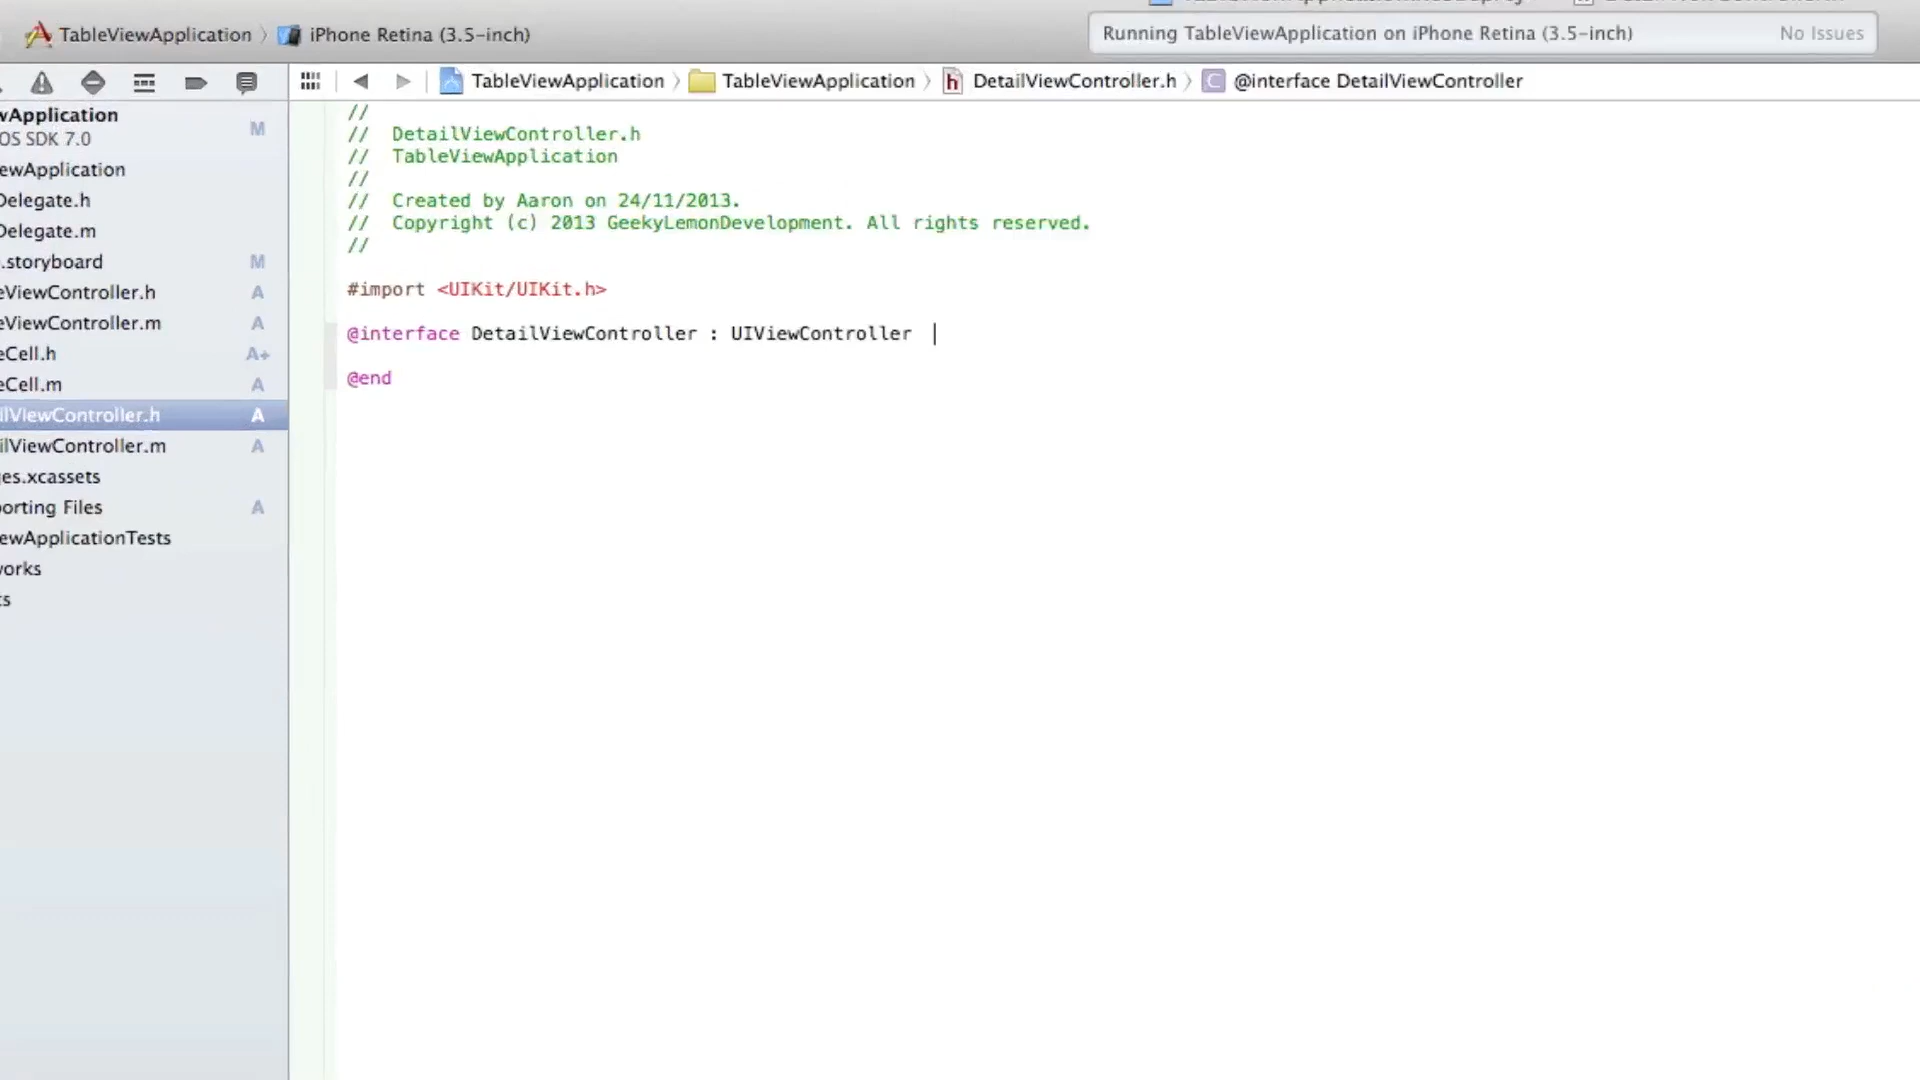 TableViewApplication iPhone Retina (3.5-inch)
Running TableViewApplication on iPhone Retina (3.5-inch) No Issues
TableViewApplication TableViewApplication h DetailViewController.h C @interface DetailViewController
wApplication M
OS SDK 7.0
ewApplication
Delegate.h
Delegate.m
.storyboard M
eViewController.h A
eViewController.m A
eCell.h A+
eCell.m A
ilViewController.h A
ilViewController.m A
es.xcassets
orting Files A
ewApplicationTests
works
ts
//
// DetailViewController.h
// TableViewApplication
//
// Created by Aaron on 24/11/2013.
// Copyright (c) 2013 GeekyLemonDevelopment. All rights reserved.
//
#import <UIKit/UIKit.h>
@interface DetailViewController : UIViewController
@end